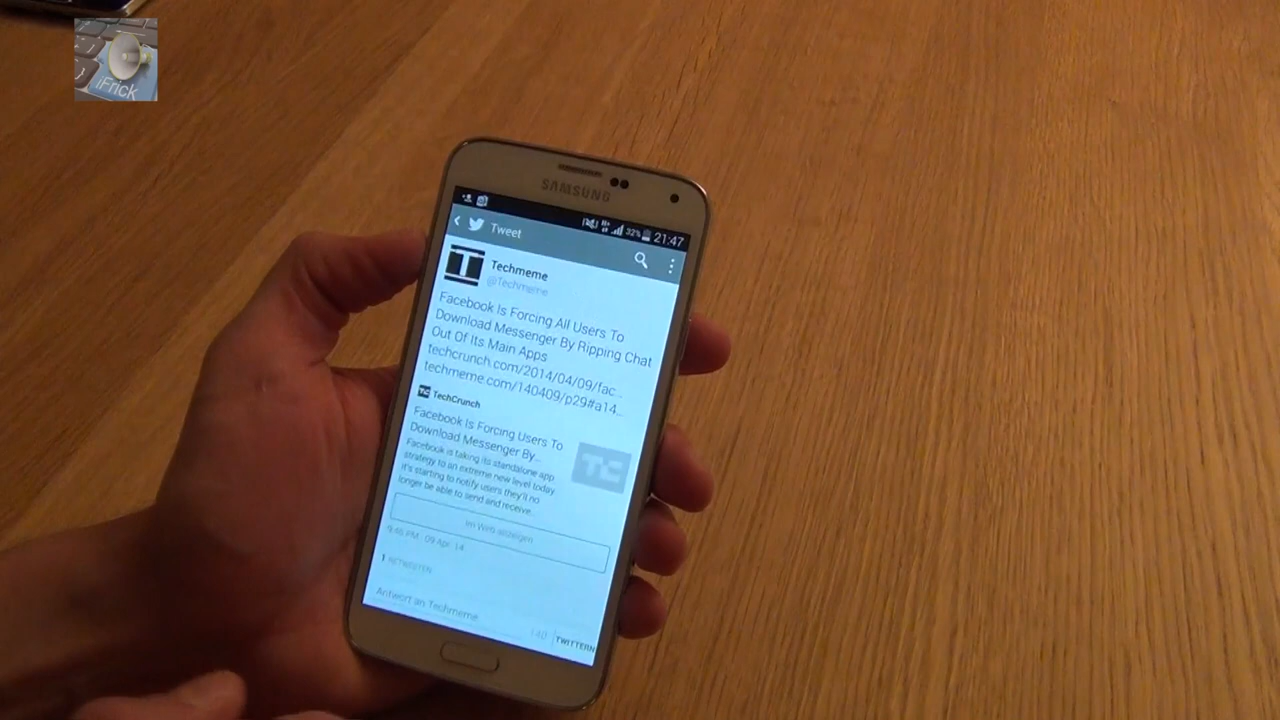 iFrick
SAMSUNG
32% 21:47
Tweet
Techmeme
@Techmeme
Facebook Is Forcing All Users To
Download Messenger By Ripping Chat
Out Of Its Main Apps
techcrunch.com/2014/04/09/fac...
techmeme.com/140409/p29#a14...
TC TechCrunch
Facebook Is Forcing Users To
Download Messenger By...
TC
Facebook is taking its standalone app
strategy to an extreme new level today
it's starting to notify users they'll no
longer be able to send and receive...
Im Web anzeigen
9:46 PM · 09 Apr. 14
1 RETWEETEN
Antwort an Techmeme
140 TWITTERN